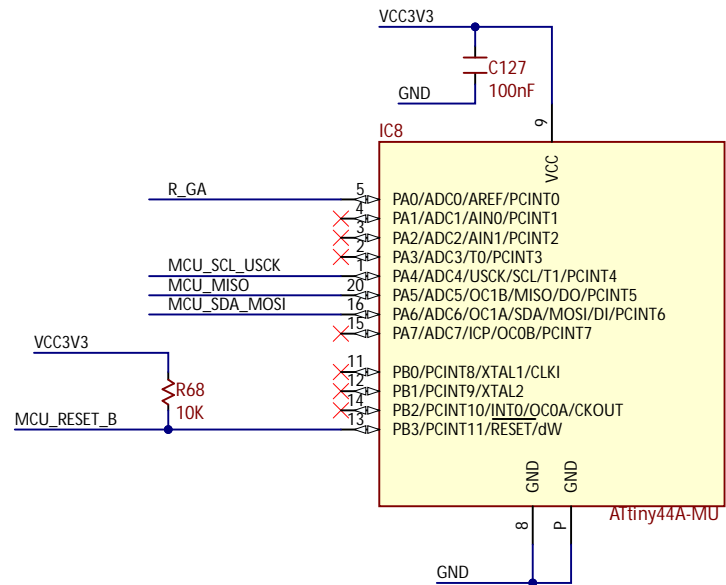 VCC3V3
C127
100nF
GND
IC8
9
VCC
R_GA
5
PA0/ADC0/AREF/PCINT0
4
PA1/ADC1/AIN0/PCINT1
3
PA2/ADC2/AIN1/PCINT2
2
PA3/ADC3/T0/PCINT3
MCU_SCL_USCK
1
PA4/ADC4/USCK/SCL/T1/PCINT4
MCU_MISO
20
PA5/ADC5/OC1B/MISO/DO/PCINT5
MCU_SDA_MOSI
16
PA6/ADC6/OC1A/SDA/MOSI/DI/PCINT6
15
PA7/ADC7/ICP/OC0B/PCINT7
VCC3V3
11
PB0/PCINT8/XTAL1/CLKI
R68
12
PB1/PCINT9/XTAL2
10K
14
PB2/PCINT10/INT0/OC0A/CKOUT
MCU_RESET_B
13
PB3/PCINT11/RESET/dW
GND
GND
ATtiny44A-MU
8
P
GND